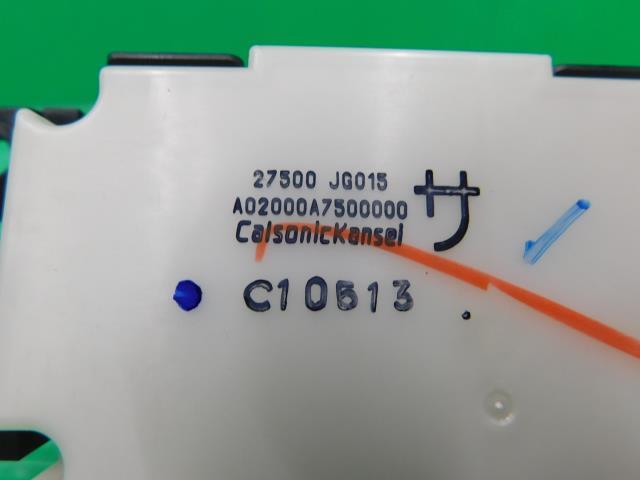 27500 JG015
A02000A7500000
CalsonicKansei
サ
C10513